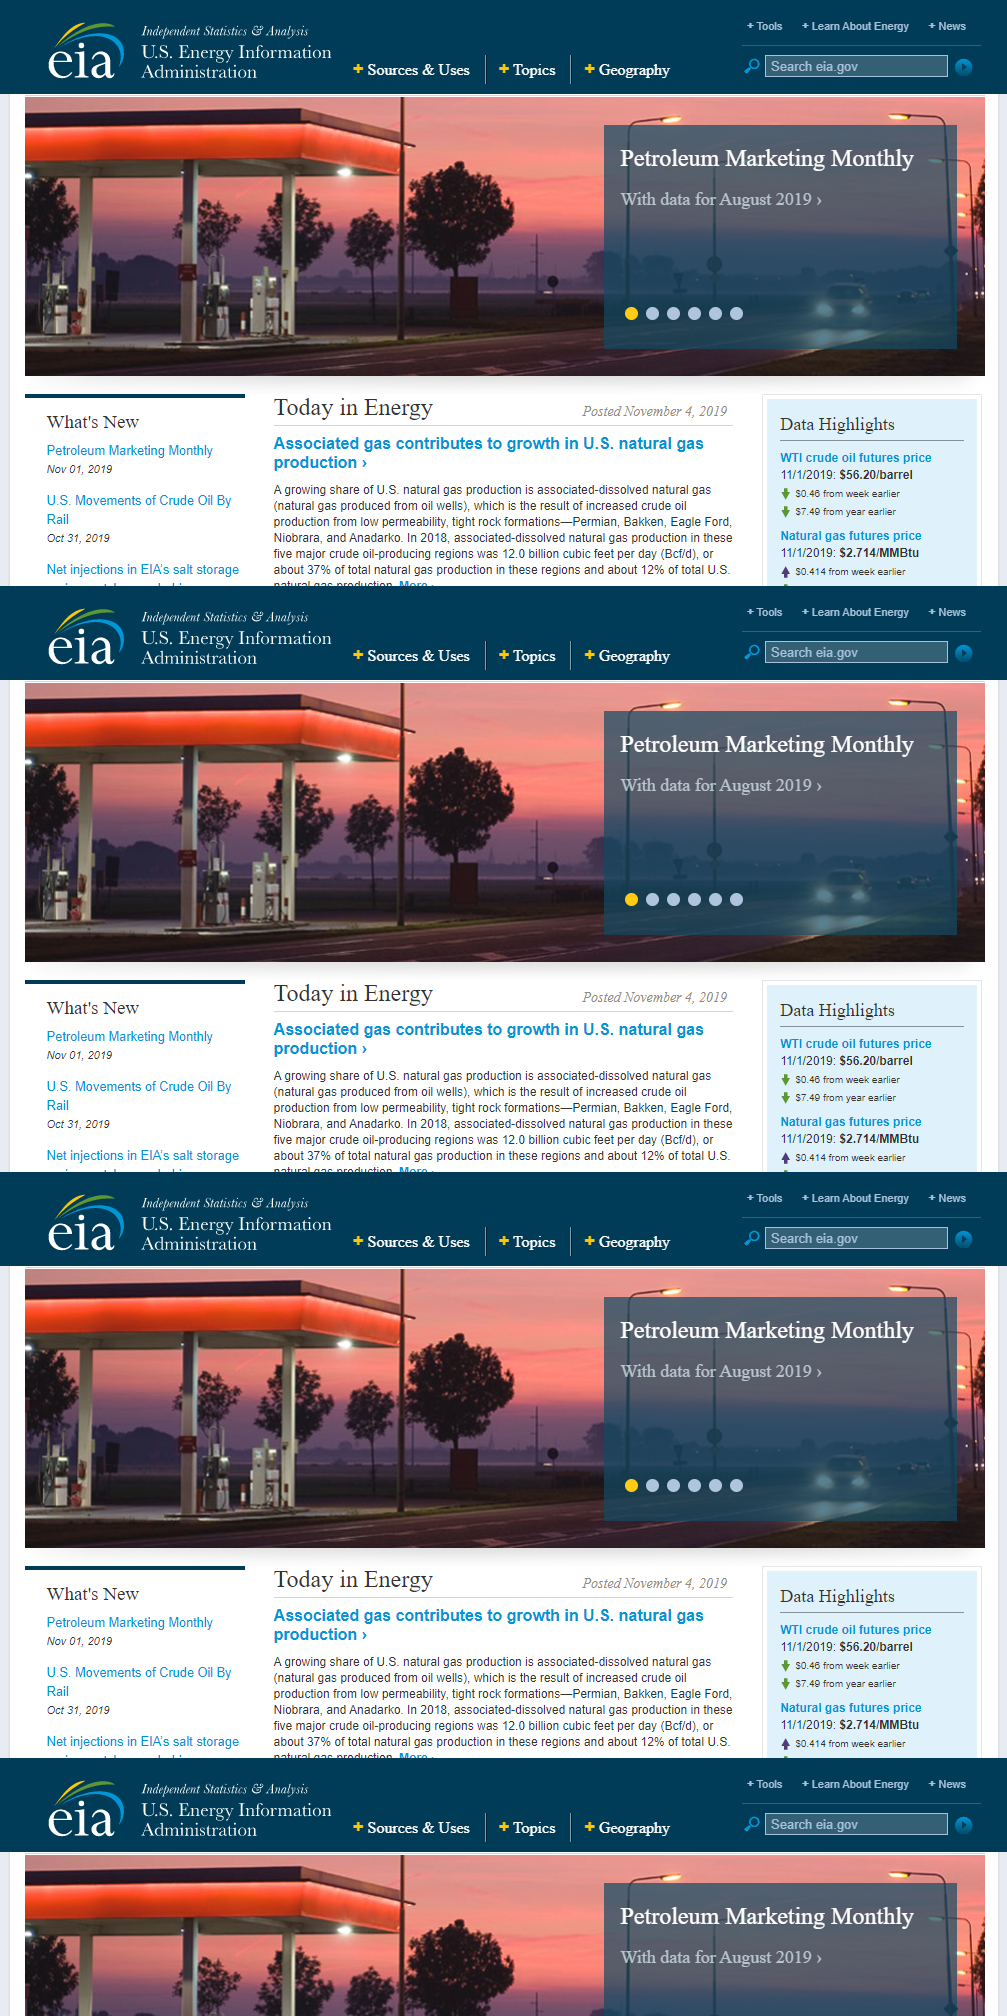 Independent Statistics & Analysis
eia
U.S. Energy Information
Administration
+ Sources & Uses
+ Topics
+ Geography
+ Tools
+ Learn About Energy
+ News
Search eia.gov
Petroleum Marketing Monthly
With data for August 2019 ›
What's New
Petroleum Marketing Monthly
Nov 01, 2019
U.S. Movements of Crude Oil By
Rail
Oct 31, 2019
Net injections in EIA's salt storage
Today in Energy
Posted November 4, 2019
Associated gas contributes to growth in U.S. natural gas
production ›
A growing share of U.S. natural gas production is associated-dissolved natural gas
(natural gas produced from oil wells), which is the result of increased crude oil
production from low permeability, tight rock formations—Permian, Bakken, Eagle Ford,
Niobrara, and Anadarko. In 2018, associated-dissolved natural gas production in these
five major crude oil-producing regions was 12.0 billion cubic feet per day (Bcf/d), or
about 37% of total natural gas production in these regions and about 12% of total U.S.
natural gas production. More ›
Data Highlights
WTI crude oil futures price
11/1/2019: $56.20/barrel
$0.46 from week earlier
$7.49 from year earlier
Natural gas futures price
11/1/2019: $2.714/MMBtu
$0.414 from week earlier
Independent Statistics & Analysis
eia
U.S. Energy Information
Administration
+ Sources & Uses
+ Topics
+ Geography
+ Tools
+ Learn About Energy
+ News
Search eia.gov
Petroleum Marketing Monthly
With data for August 2019 ›
What's New
Petroleum Marketing Monthly
Nov 01, 2019
U.S. Movements of Crude Oil By
Rail
Oct 31, 2019
Net injections in EIA's salt storage
Today in Energy
Posted November 4, 2019
Associated gas contributes to growth in U.S. natural gas
production ›
A growing share of U.S. natural gas production is associated-dissolved natural gas
(natural gas produced from oil wells), which is the result of increased crude oil
production from low permeability, tight rock formations—Permian, Bakken, Eagle Ford,
Niobrara, and Anadarko. In 2018, associated-dissolved natural gas production in these
five major crude oil-producing regions was 12.0 billion cubic feet per day (Bcf/d), or
about 37% of total natural gas production in these regions and about 12% of total U.S.
natural gas production. More ›
Data Highlights
WTI crude oil futures price
11/1/2019: $56.20/barrel
$0.46 from week earlier
$7.49 from year earlier
Natural gas futures price
11/1/2019: $2.714/MMBtu
$0.414 from week earlier
Independent Statistics & Analysis
eia
U.S. Energy Information
Administration
+ Sources & Uses
+ Topics
+ Geography
+ Tools
+ Learn About Energy
+ News
Search eia.gov
Petroleum Marketing Monthly
With data for August 2019 ›
What's New
Petroleum Marketing Monthly
Nov 01, 2019
U.S. Movements of Crude Oil By
Rail
Oct 31, 2019
Net injections in EIA's salt storage
Today in Energy
Posted November 4, 2019
Associated gas contributes to growth in U.S. natural gas
production ›
A growing share of U.S. natural gas production is associated-dissolved natural gas
(natural gas produced from oil wells), which is the result of increased crude oil
production from low permeability, tight rock formations—Permian, Bakken, Eagle Ford,
Niobrara, and Anadarko. In 2018, associated-dissolved natural gas production in these
five major crude oil-producing regions was 12.0 billion cubic feet per day (Bcf/d), or
about 37% of total natural gas production in these regions and about 12% of total U.S.
natural gas production. More ›
Data Highlights
WTI crude oil futures price
11/1/2019: $56.20/barrel
$0.46 from week earlier
$7.49 from year earlier
Natural gas futures price
11/1/2019: $2.714/MMBtu
$0.414 from week earlier
Independent Statistics & Analysis
eia
U.S. Energy Information
Administration
+ Sources & Uses
+ Topics
+ Geography
+ Tools
+ Learn About Energy
+ News
Search eia.gov
Petroleum Marketing Monthly
With data for August 2019 ›